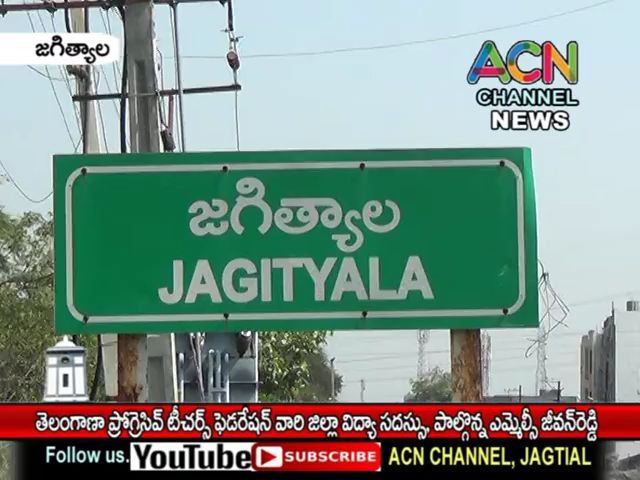 జగిత్యాల
ACN
CHANNEL
NEWS
జగిత్యాల
JAGITYALA
తెలంగాణా ప్రోగ్రెసివ్ టీచర్స్ ఫెడరేషన్ వారి జిల్లా విద్యా సదస్సు, పాల్గొన్న ఎమ్మెల్సీ జీవన్‌రెడ్డి
Follow us. YouTube SUBSCRIBE ACN CHANNEL, JAGTIAL